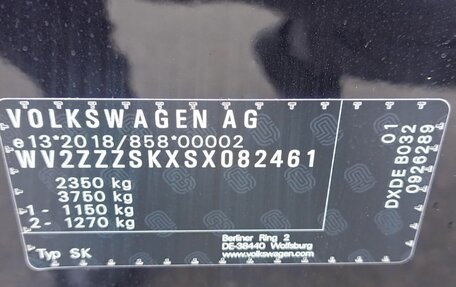 VOLKSWAGEN AG
e13*2018/858*00002
WV2ZZZSKXSX082461
2350 kg
3750 kg
1- 1150 kg
2- 1270 kg
Berliner Ring 2
DE-38440 Wolfsburg
www.volkswagen.com
Typ SK
01
DXDE B032
0926289